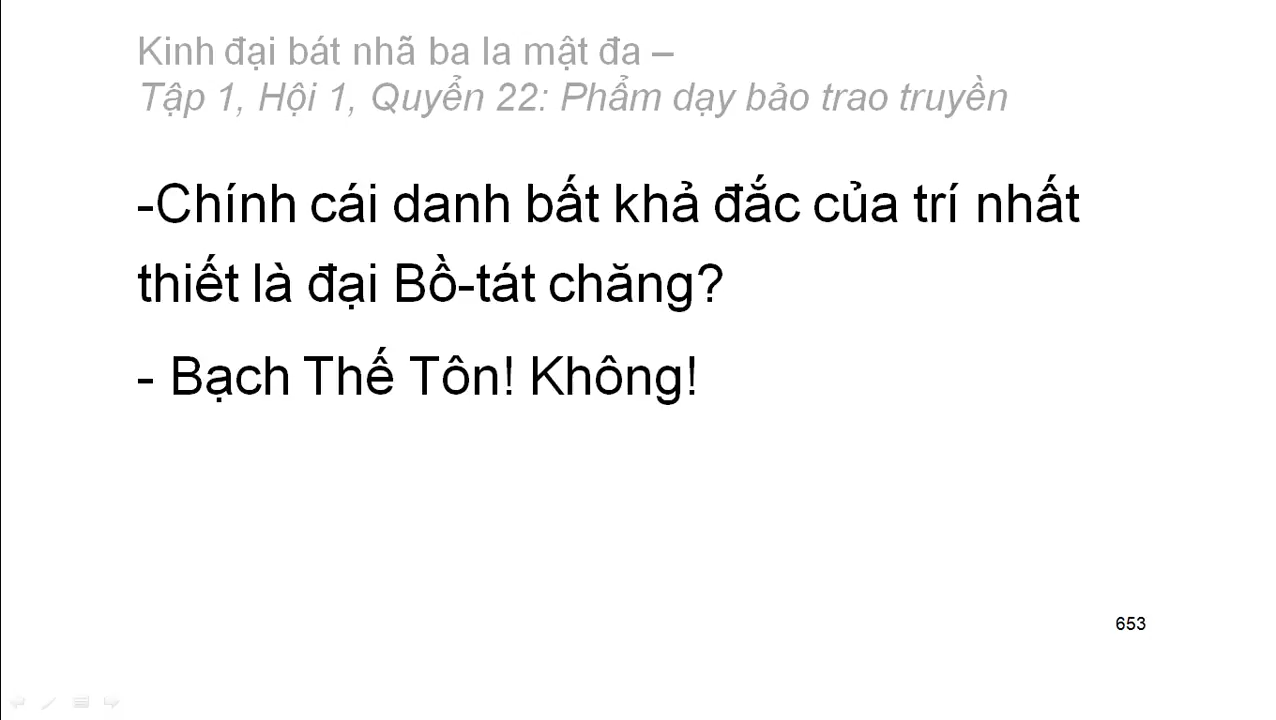 Kinh đại bát nhã ba la mật đa –
Tập 1, Hội 1, Quyển 22: Phẩm dạy bảo trao truyền
-Chính cái danh bất khả đắc của trí nhất
thiết là đại Bồ-tát chăng?
- Bạch Thế Tôn! Không!
653